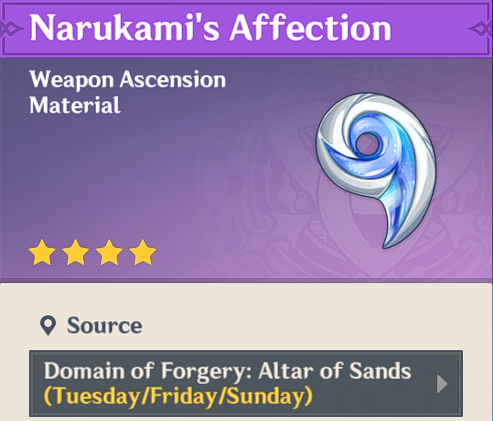 Narukami's Affection
Weapon Ascension
Material
Source
Domain of Forgery: Altar of Sands
(Tuesday/Friday/Sunday)